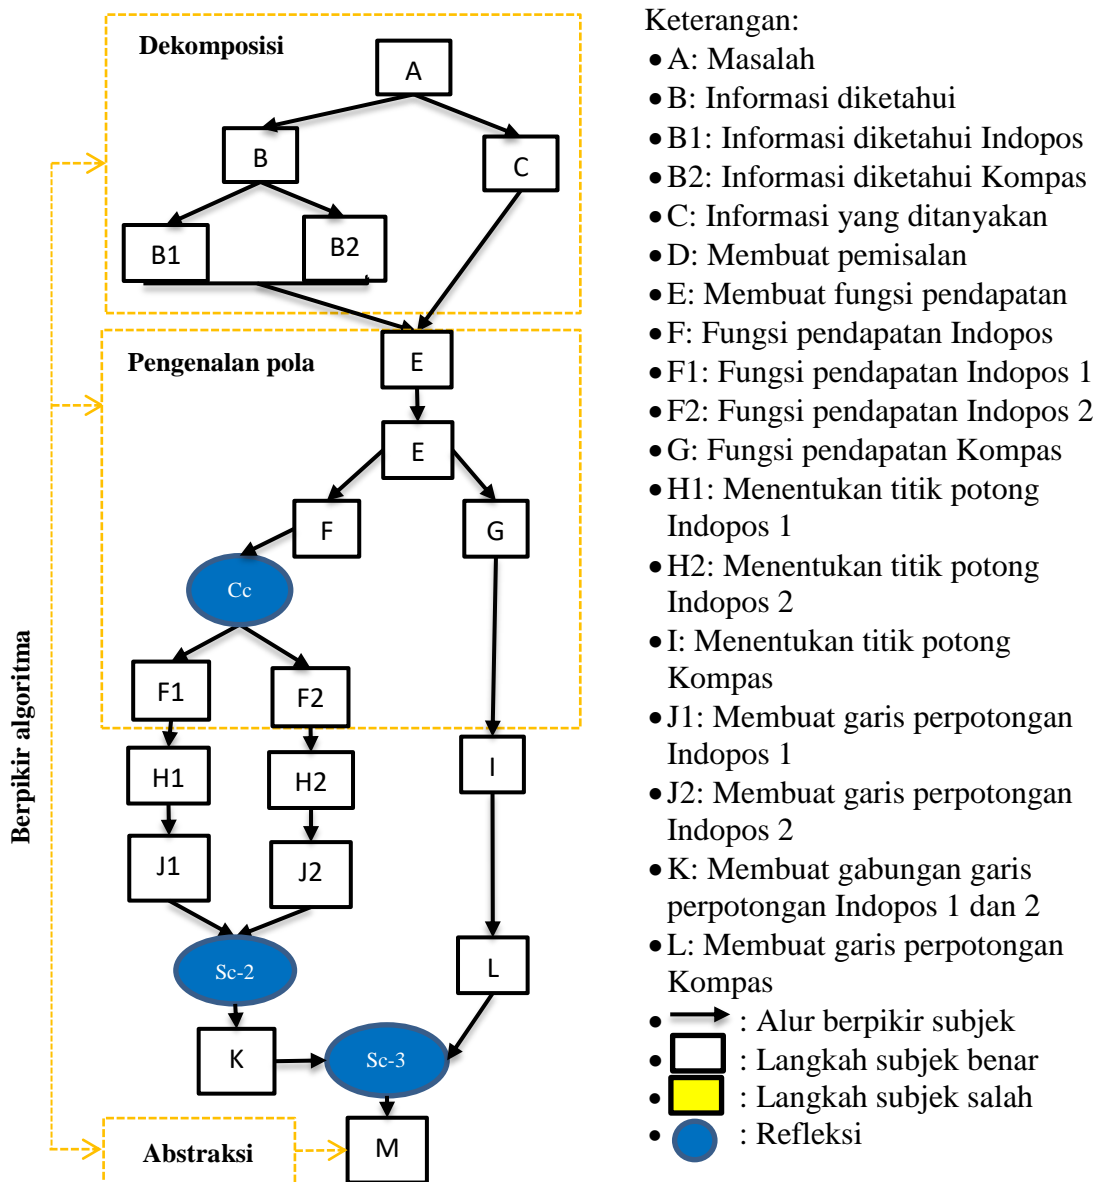 Dekomposisi
A
B
C
B1
B2
E
Pengenalan pola
E
F
G
Cc
F1
F2
H1
H2
I
J1
J2
Sc-2
L
K
Sc-3
Abstraksi
M
Berpikir algoritma
Keterangan:
•A: Masalah
•B: Informasi diketahui
•B1: Informasi diketahui Indopos
•B2: Informasi diketahui Kompas
•C: Informasi yang ditanyakan
•D: Membuat pemisalan
•E: Membuat fungsi pendapatan
•F: Fungsi pendapatan Indopos
•F1: Fungsi pendapatan Indopos 1
•F2: Fungsi pendapatan Indopos 2
•G: Fungsi pendapatan Kompas
•H1: Menentukan titik potong
Indopos 1
•H2: Menentukan titik potong
Indopos 2
•I: Menentukan titik potong
Kompas
•J1: Membuat garis perpotongan
Indopos 1
•J2: Membuat garis perpotongan
Indopos 2
•K: Membuat gabungan garis
perpotongan Indopos 1 dan 2
•L: Membuat garis perpotongan
Kompas
• : Alur berpikir subjek
• : Langkah subjek benar
• : Langkah subjek salah
• : Refleksi